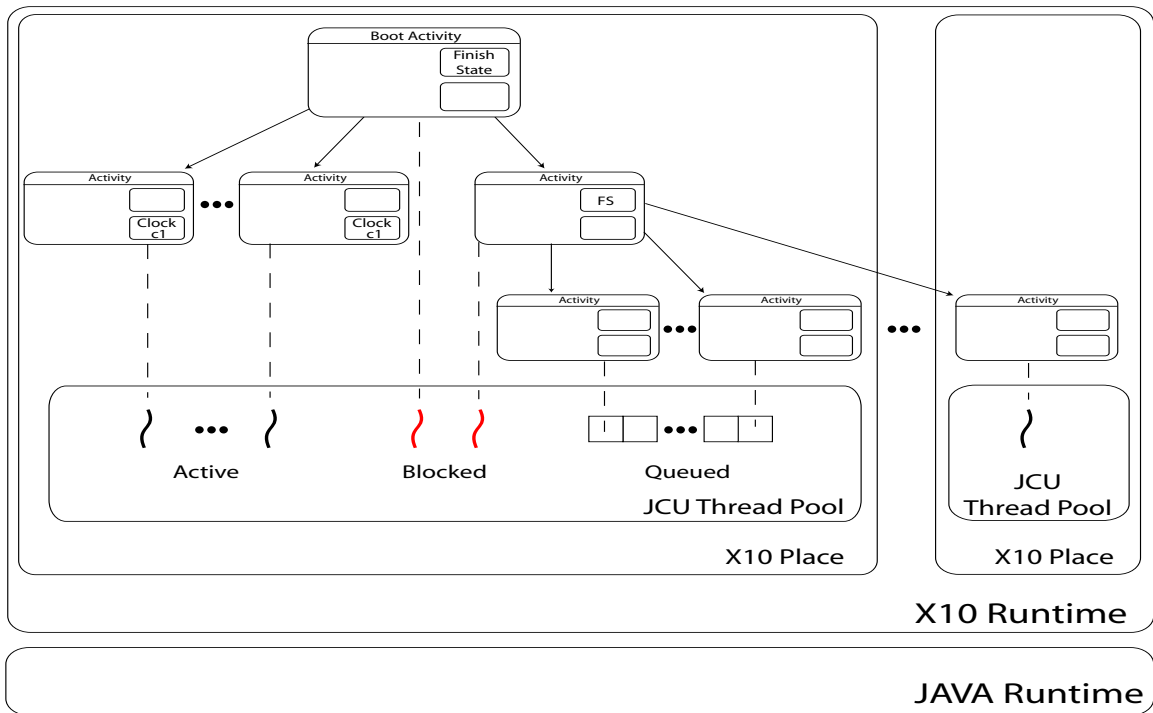 Boot Activity
Finish
State
Activity
Activity
Activity
Clock
c1
Clock
c1
FS
Activity
Activity
Activity
Active
Blocked
Queued
JCU Thread Pool
JCU
Thread Pool
X10 Place
X10 Place
X10 Runtime
JAVA Runtime